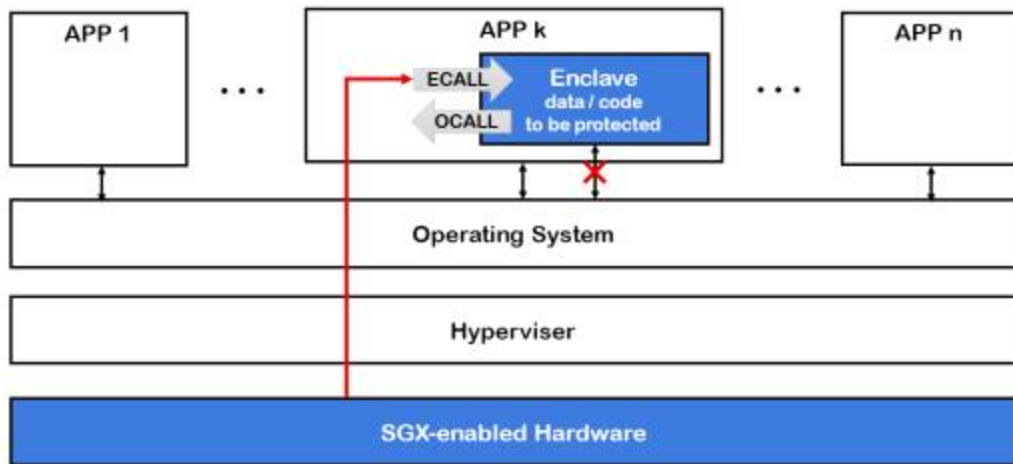 APP 1
APP k
APP n
ECALL
OCALL
Enclave
data / code
to be protected
Operating System
Hyperviser
SGX-enabled Hardware